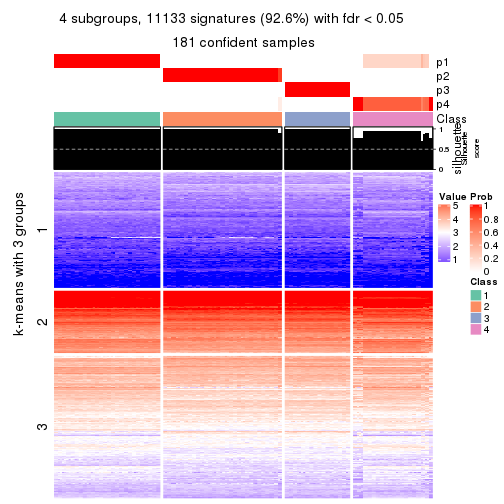 4 subgroups, 11133 signatures (92.6%) with fdr < 0.05
181 confident samples
p1
p2
p3
p4
Class
silhouette
Silhouette
score
1
0.5
0
k-means with 3 groups
1
2
3
Value
5
4
3
2
1
Prob
1
0.8
0.6
0.4
0.2
0
Class
1
2
3
4